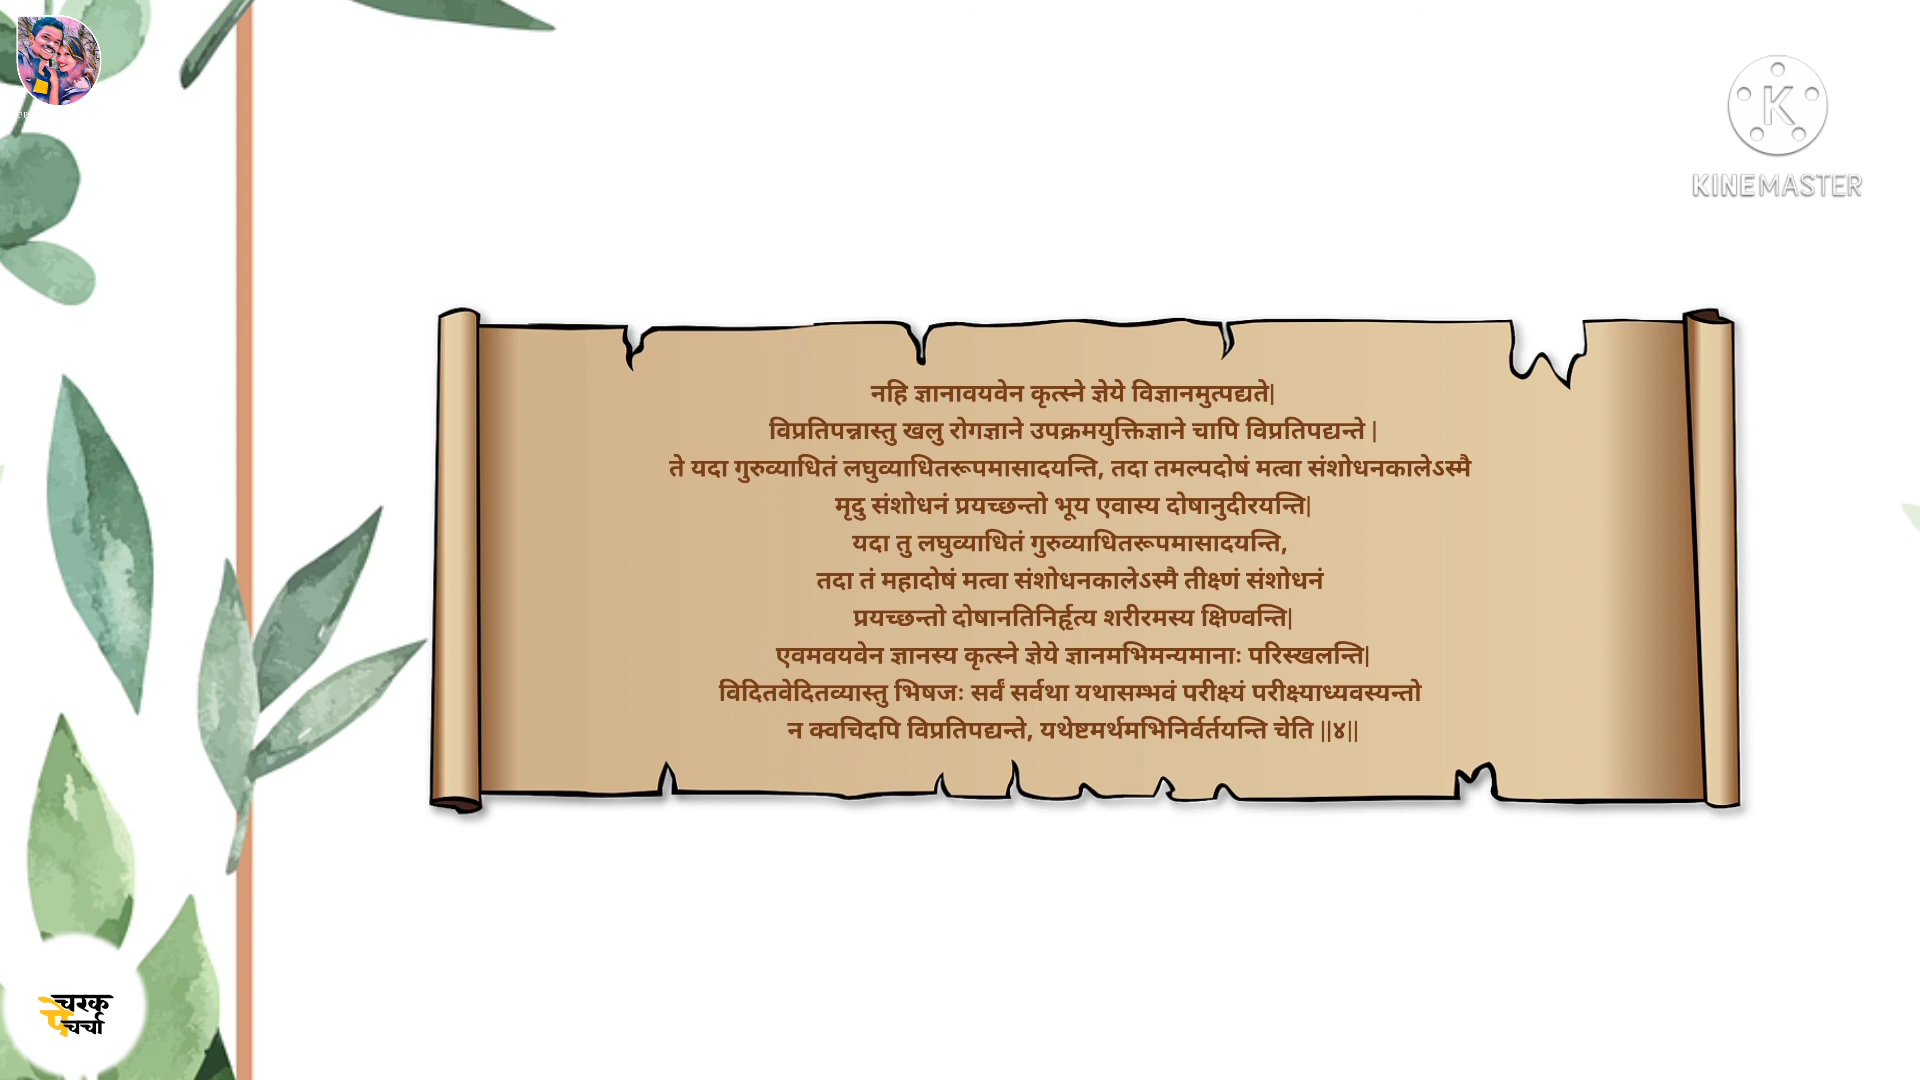 KINEMASTER
नहि ज्ञानावयवेन कृत्स्ने ज्ञेये विज्ञानमुत्पद्यते|
विप्रतिपन्नास्तु खलु रोगज्ञाने उपक्रमयुक्तिज्ञाने चापि विप्रतिपद्यन्ते |
ते यदा गुरुव्याधितं लघुव्याधितरूपमासादयन्ति, तदा तमल्पदोषं मत्वा संशोधनकालेऽस्मै
मृदु संशोधनं प्रयच्छन्तो भूय एवास्य दोषानुदीरयन्ति|
यदा तु लघुव्याधितं गुरुव्याधितरूपमासादयन्ति,
तदा तं महादोषं मत्वा संशोधनकालेऽस्मै तीक्ष्णं संशोधनं
प्रयच्छन्तो दोषानतिनिर्हृत्य शरीरमस्य क्षिण्वन्ति|
एवमवयवेन ज्ञानस्य कृत्स्ने ज्ञेये ज्ञानमभिमन्यमानाः परिस्खलन्ति|
विदितवेदितव्यास्तु भिषजः सर्वं सर्वथा यथासम्भवं परीक्ष्यं परीक्ष्याध्यवस्यन्तो
न क्वचिदपि विप्रतिपद्यन्ते, यथेष्टमर्थमभिनिर्वर्तयन्ति चेति ||४||
चरक
पे चर्चा